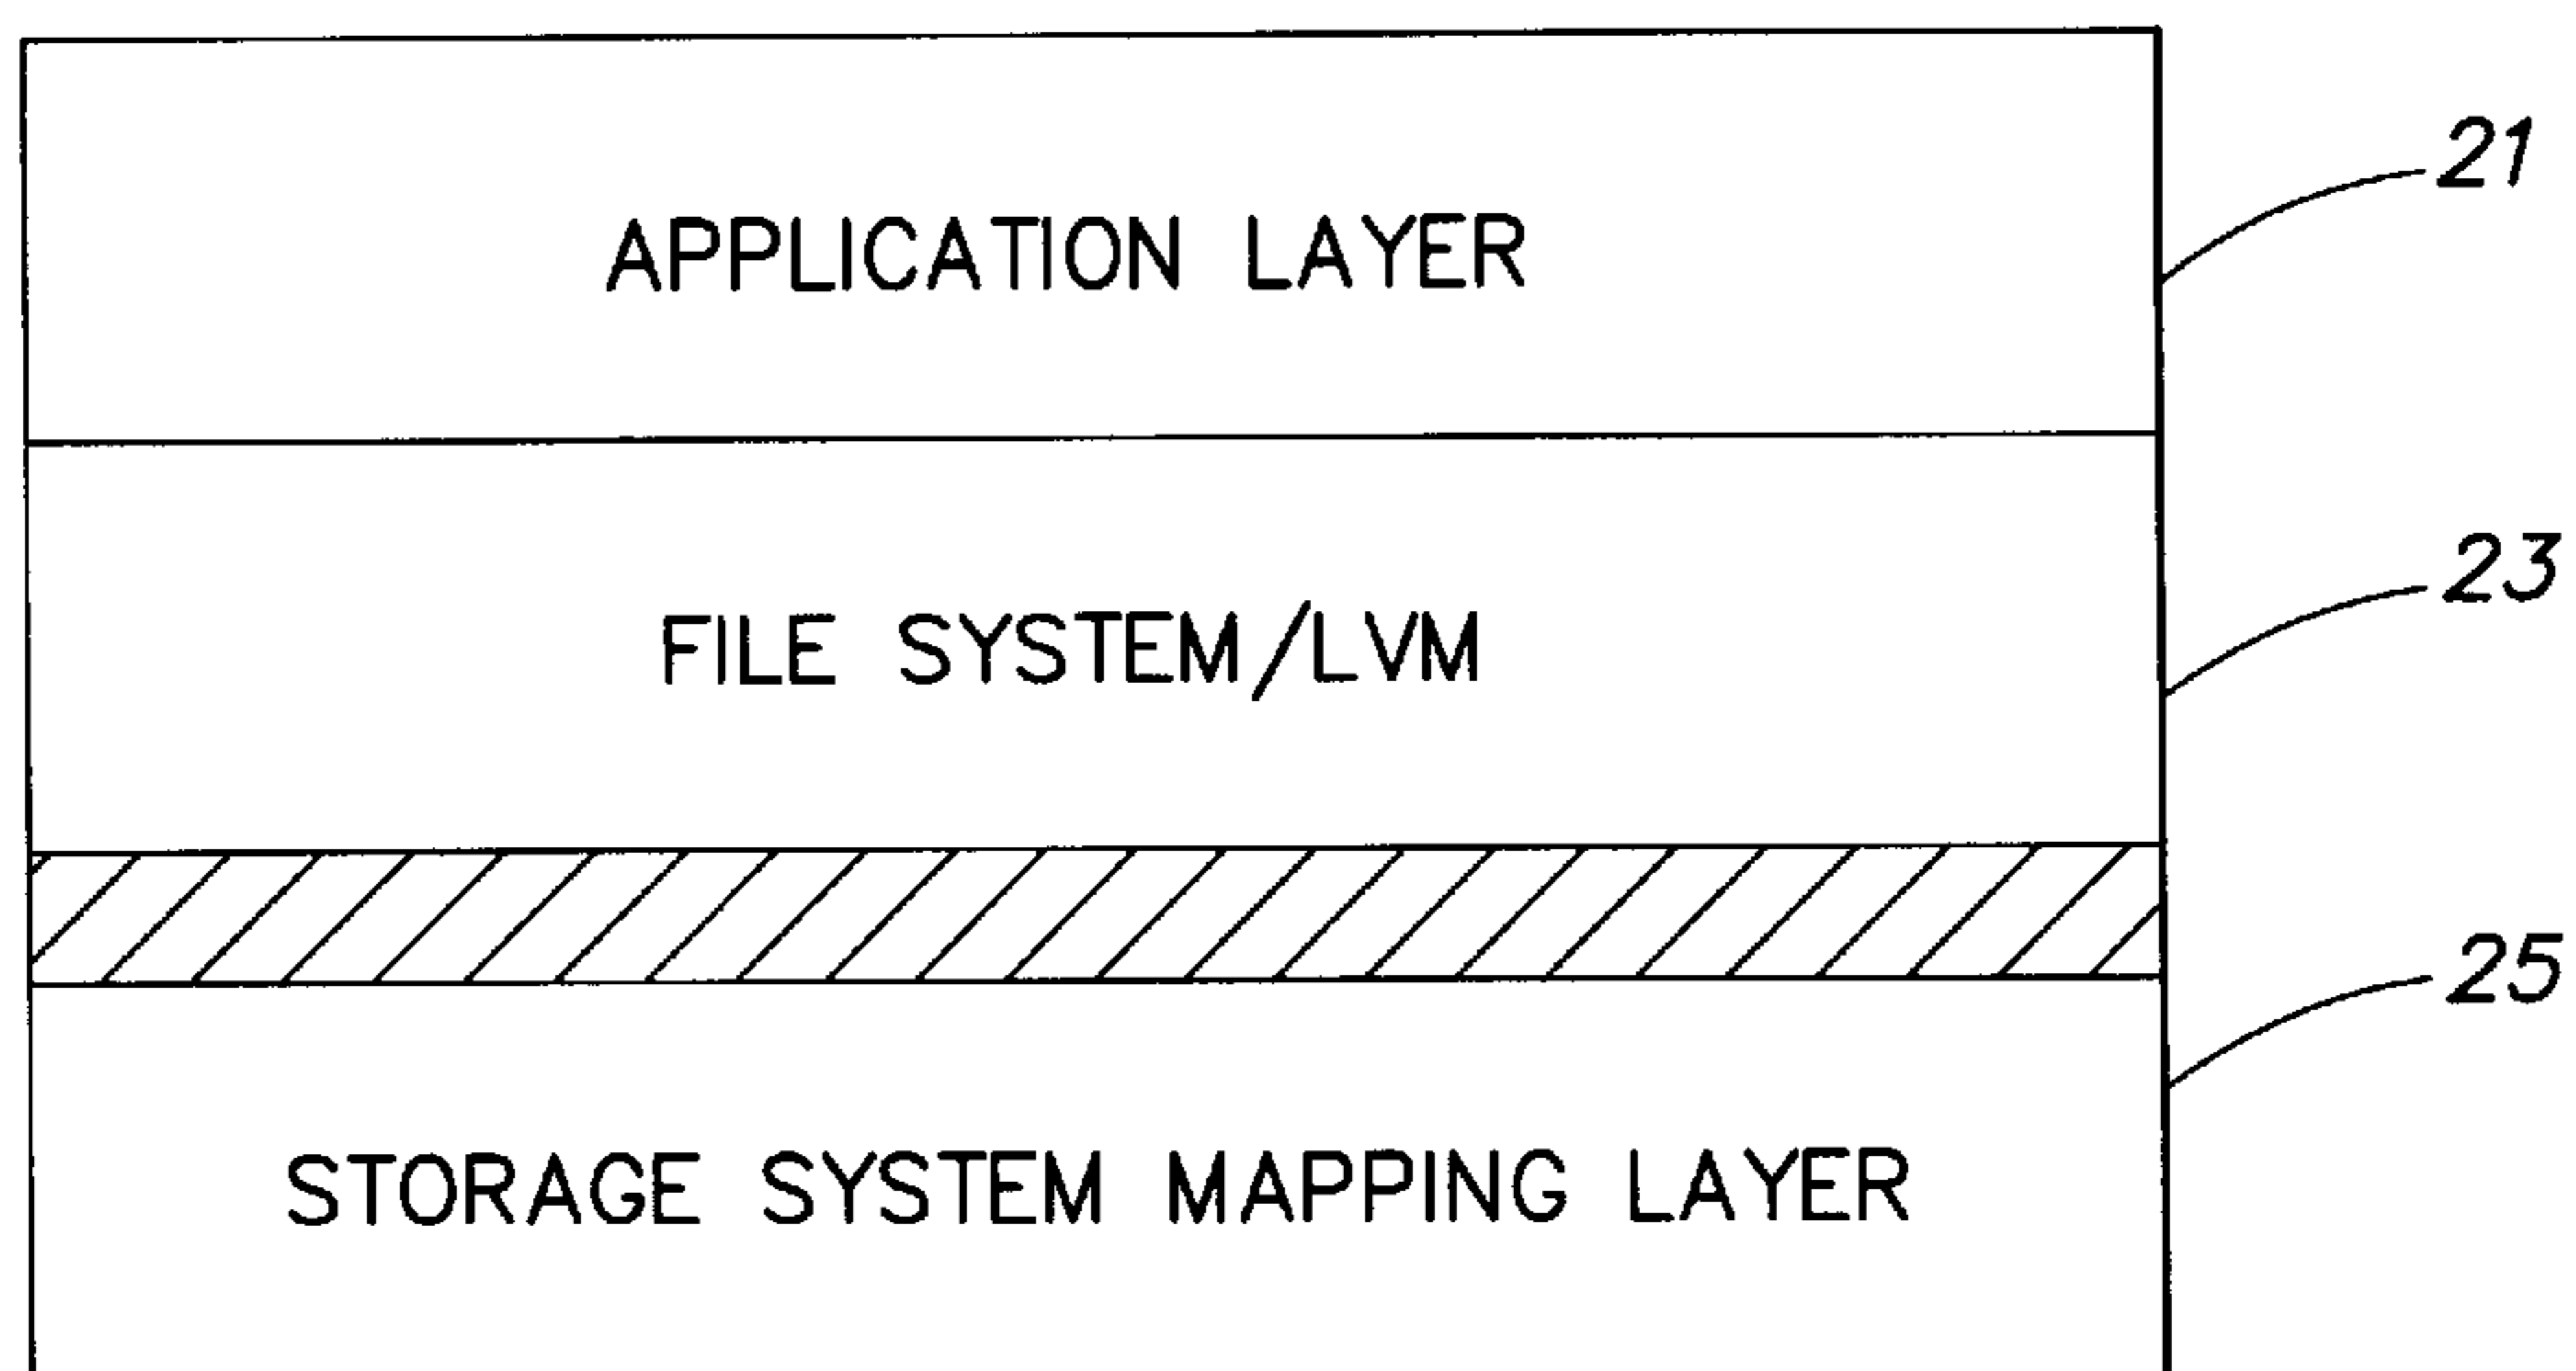 APPLICATION LAYER
21
FILE SYSTEM/LVM
23
25
STORAGE SYSTEM MAPPING LAYER